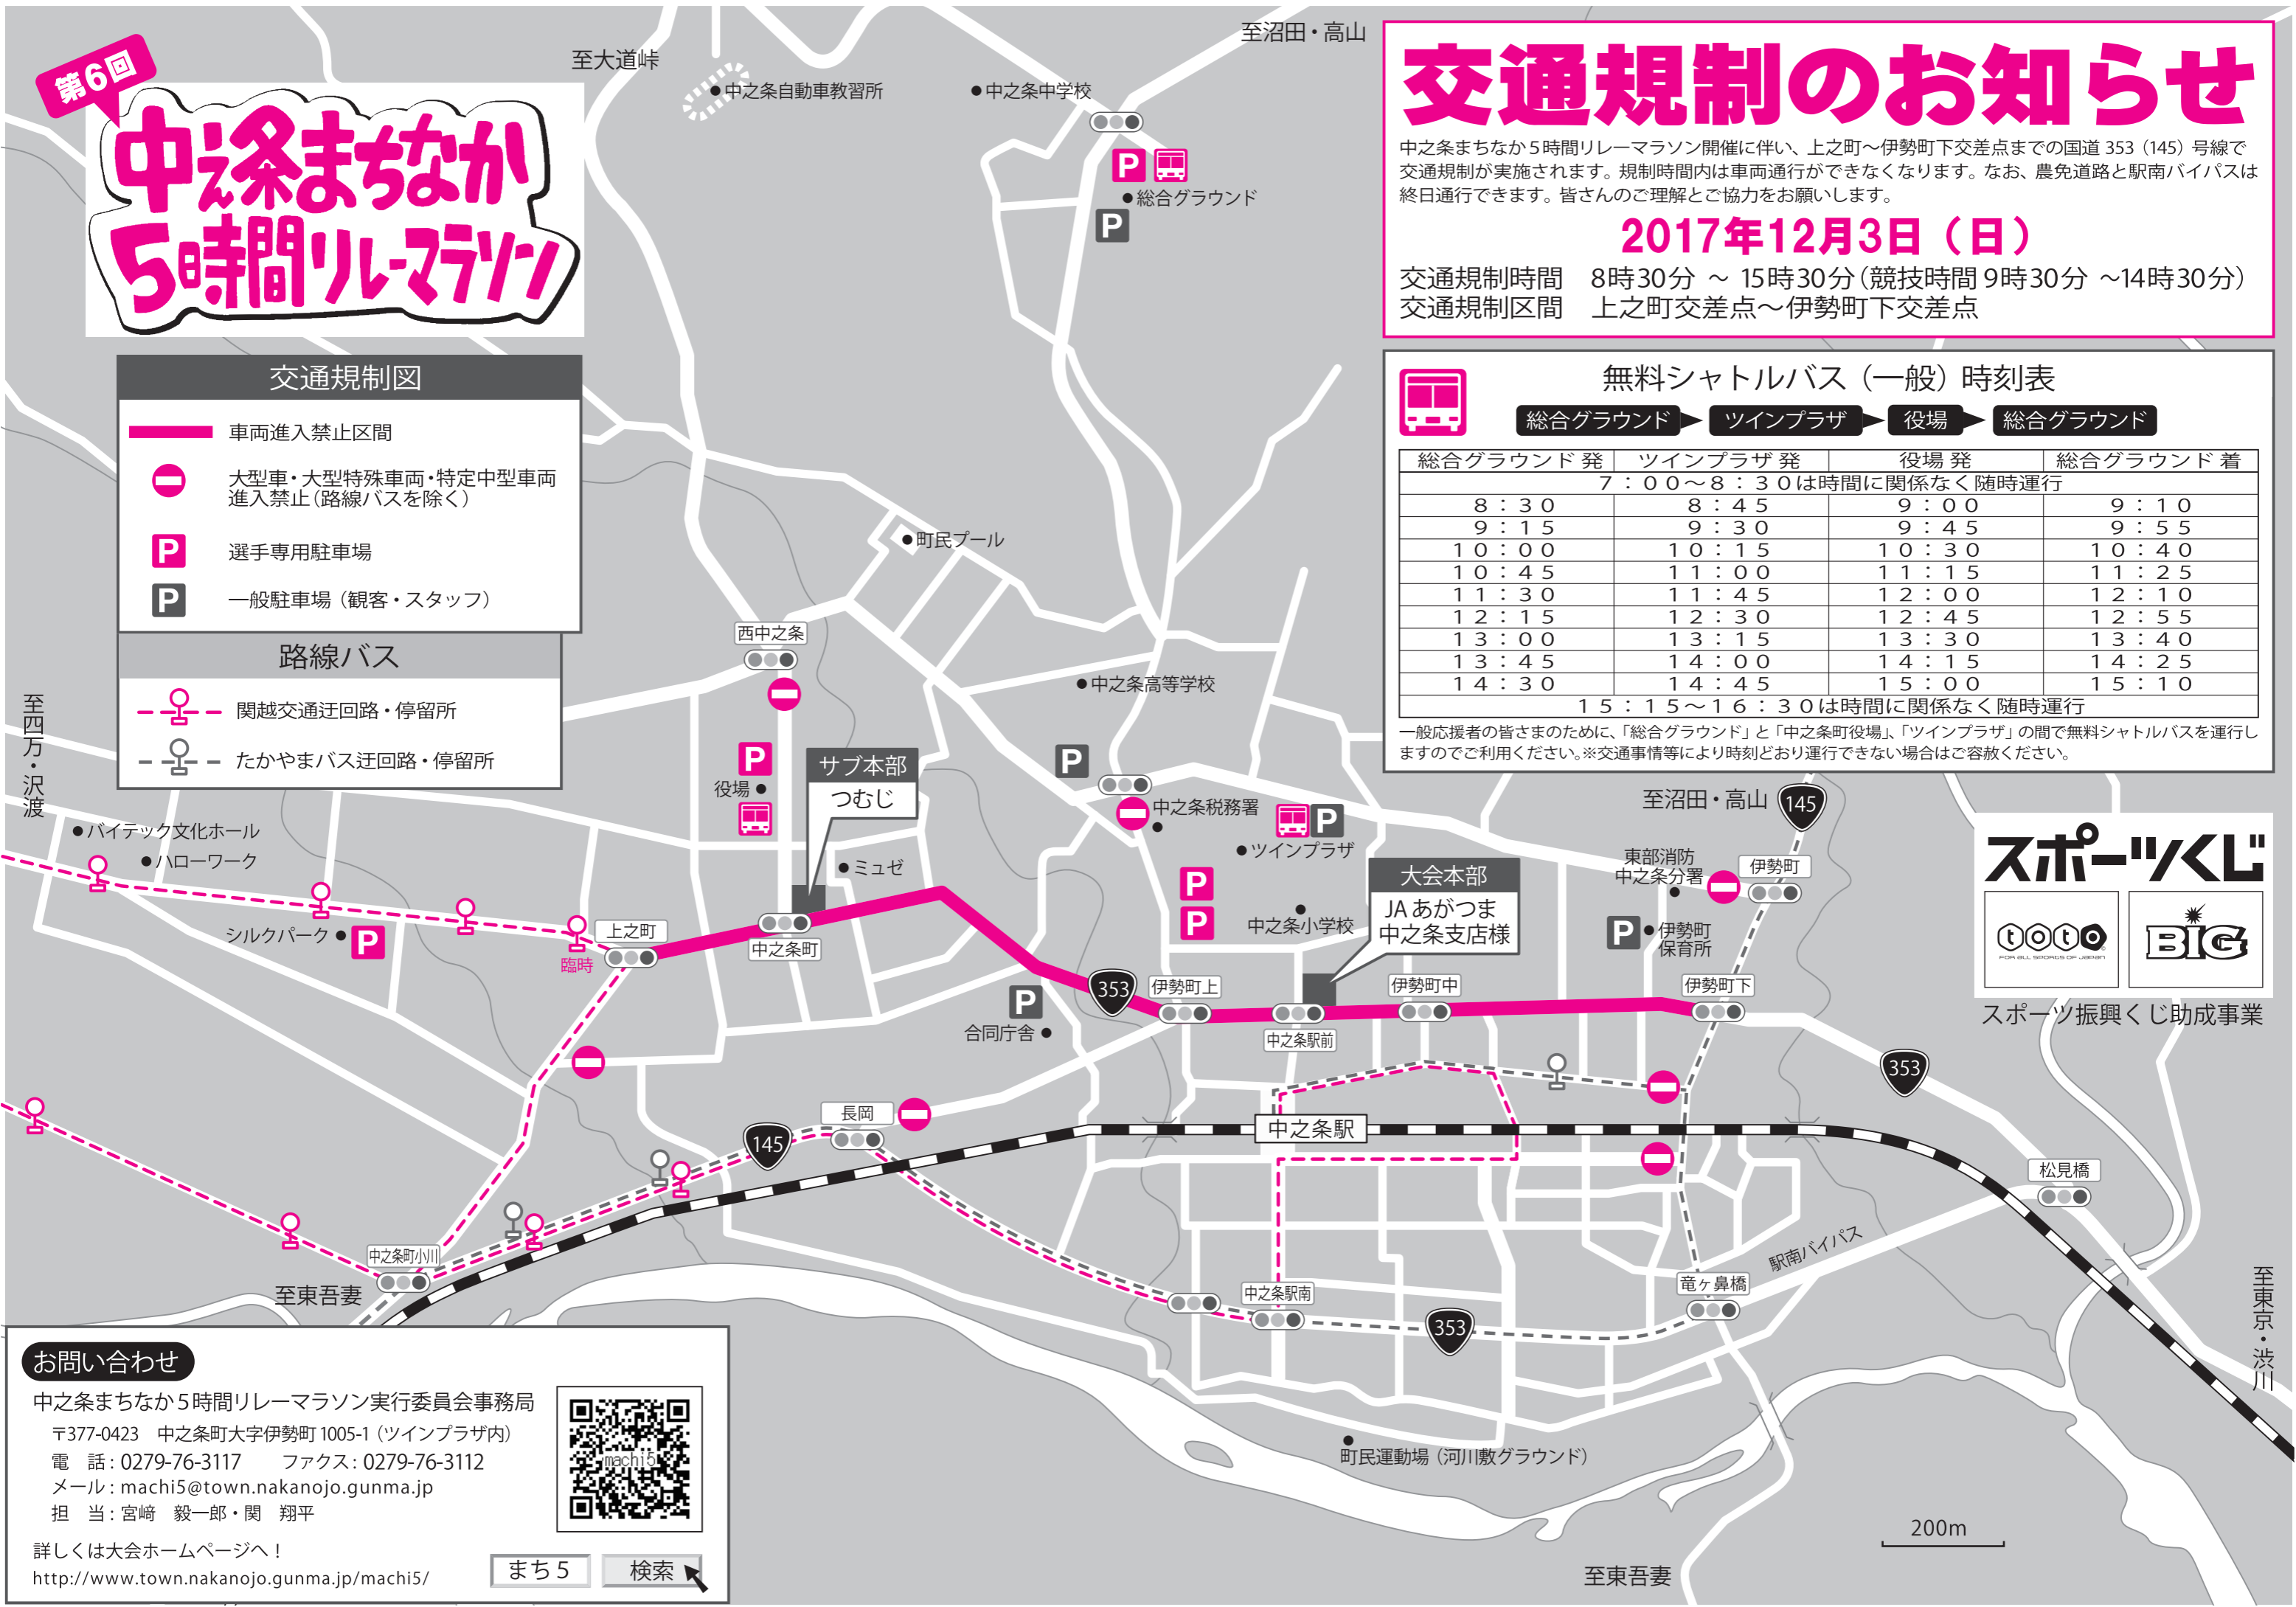 第6回
中之条まちなか
5時間リレーマラソン
交通規制のお知らせ
中之条まちなか5時間リレーマラソン開催に伴い、上之町～伊勢町下交差点までの国道353（145）号線で
交通規制が実施されます。規制時間内は車両通行ができなくなります。なお、農免道路と駅南バイパスは
終日通行できます。皆さんのご理解とご協力をお願いします。
2017年12月3日（日）
交通規制時間　8時30分 ～ 15時30分（競技時間 9時30分 ～14時30分）
交通規制区間　上之町交差点～伊勢町下交差点
無料シャトルバス（一般）時刻表
総合グラウンド ツインプラザ 役場 総合グラウンド
総合グラウンド 発 ツインプラザ 発 役場 発 総合グラウンド 着
7：00～8：30は時間に関係なく随時運行
8：30 8：45 9：00 9：10
9：15 9：30 9：45 9：55
10：00 10：15 10：30 10：40
10：45 11：00 11：15 11：25
11：30 11：45 12：00 12：10
12：15 12：30 12：45 12：55
13：00 13：15 13：30 13：40
13：45 14：00 14：15 14：25
14：30 14：45 15：00 15：10
15：15～16：30は時間に関係なく随時運行
一般応援者の皆さまのために、「総合グラウンド」と「中之条町役場」、「ツインプラザ」の間で無料シャトルバスを運行し
ますのでご利用ください。※交通事情等により時刻どおり運行できない場合はご容赦ください。
交通規制図
車両進入禁止区間
大型車・大型特殊車両・特定中型車両
進入禁止（路線バスを除く）
P 選手専用駐車場
P 一般駐車場（観客・スタッフ）
路線バス
関越交通迂回路・停留所
たかやまバス迂回路・停留所
至大道峠
至沼田・高山
中之条自動車教習所
中之条中学校
P
総合グラウンド
P
町民プール
西中之条
中之条高等学校
至四万・沢渡
P
役場
サブ本部
つむじ
P
中之条税務署
ツインプラザ
P
至沼田・高山
145
バイテック文化ホール
ハローワーク
ミュゼ
P
P
大会本部
JAあがつま
中之条支店様
中之条小学校
東部消防
中之条分署
伊勢町
P
伊勢町
保育所
シルクパーク
P
臨時
上之町
中之条町
P
合同庁舎
353
伊勢町上
中之条駅前
伊勢町中
伊勢町下
353
スポーツくじ
toto
FOR ALL SPORTS OF JAPAN
BIG
スポーツ振興くじ助成事業
長岡
145
中之条駅
松見橋
中之条町小川
至東吾妻
中之条駅南
353
竜ヶ鼻橋
駅南バイパス
至東京・渋川
町民運動場（河川敷グラウンド）
200m
至東吾妻
お問い合わせ
中之条まちなか5時間リレーマラソン実行委員会事務局
〒377-0423　中之条町大字伊勢町1005-1（ツインプラザ内）
電　話：0279-76-3117　ファクス：0279-76-3112
メール：machi5@town.nakanojo.gunma.jp
担　当：宮﨑　毅一郎・関　翔平
machi5
詳しくは大会ホームページへ！
http://www.town.nakanojo.gunma.jp/machi5/
まち5 検索